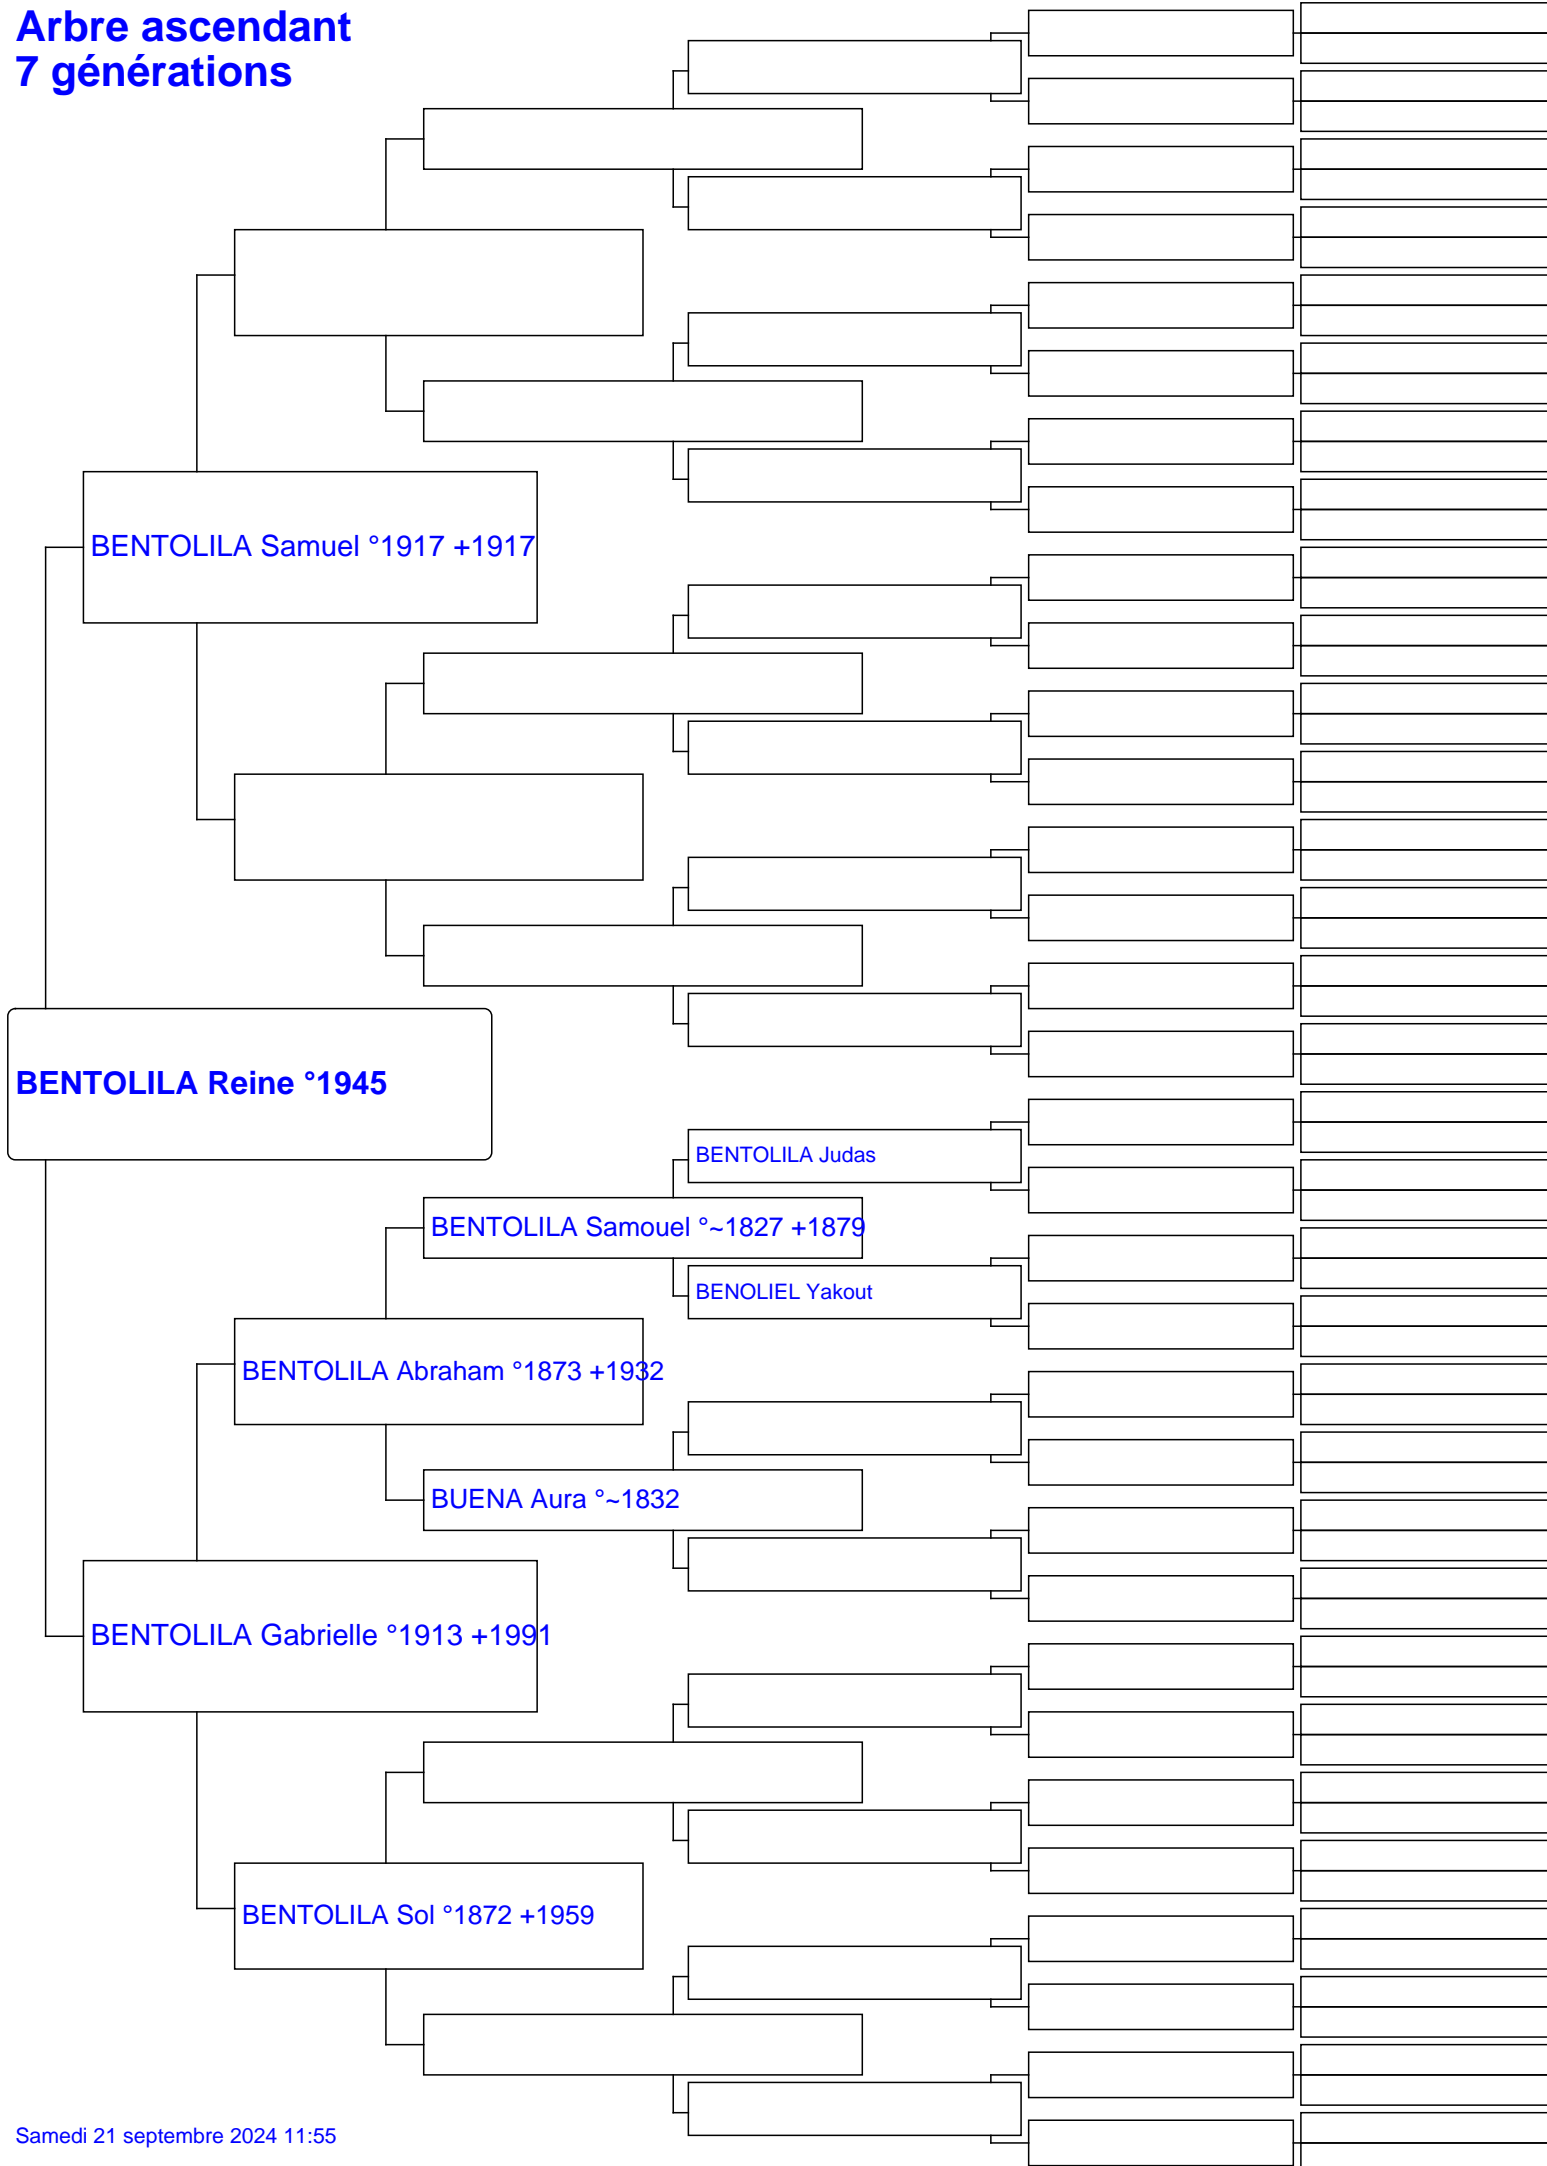 Arbre ascendant
7 générations
BENTOLILA Samuel °1917 +1917
BENTOLILA Reine °1945
BENTOLILA Judas
BENTOLILA Samouel °~1827 +1879
BENOLIEL Yakout
BENTOLILA Abraham °1873 +1932
BUENA Aura °~1832
BENTOLILA Gabrielle °1913 +1991
BENTOLILA Sol °1872 +1959
Samedi 21 septembre 2024 11:55